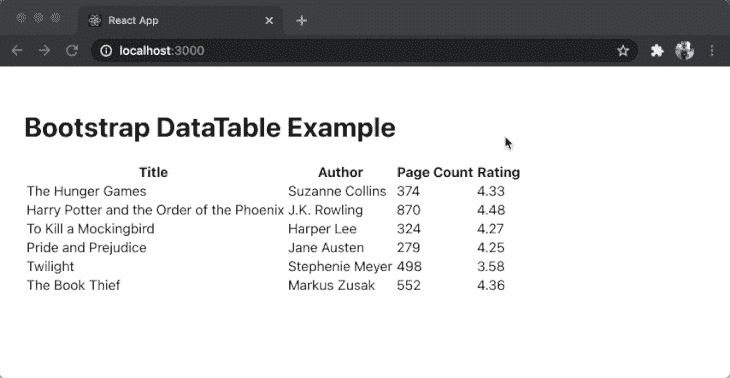 React App
localhost:3000
Bootstrap DataTable Example
Title Author Page Count Rating
The Hunger Games Suzanne Collins 374 4.33
Harry Potter and the Order of the Phoenix J.K. Rowling 870 4.48
To Kill a Mockingbird Harper Lee 324 4.27
Pride and Prejudice Jane Austen 279 4.25
Twilight Stephenie Meyer 498 3.58
The Book Thief Markus Zusak 552 4.36